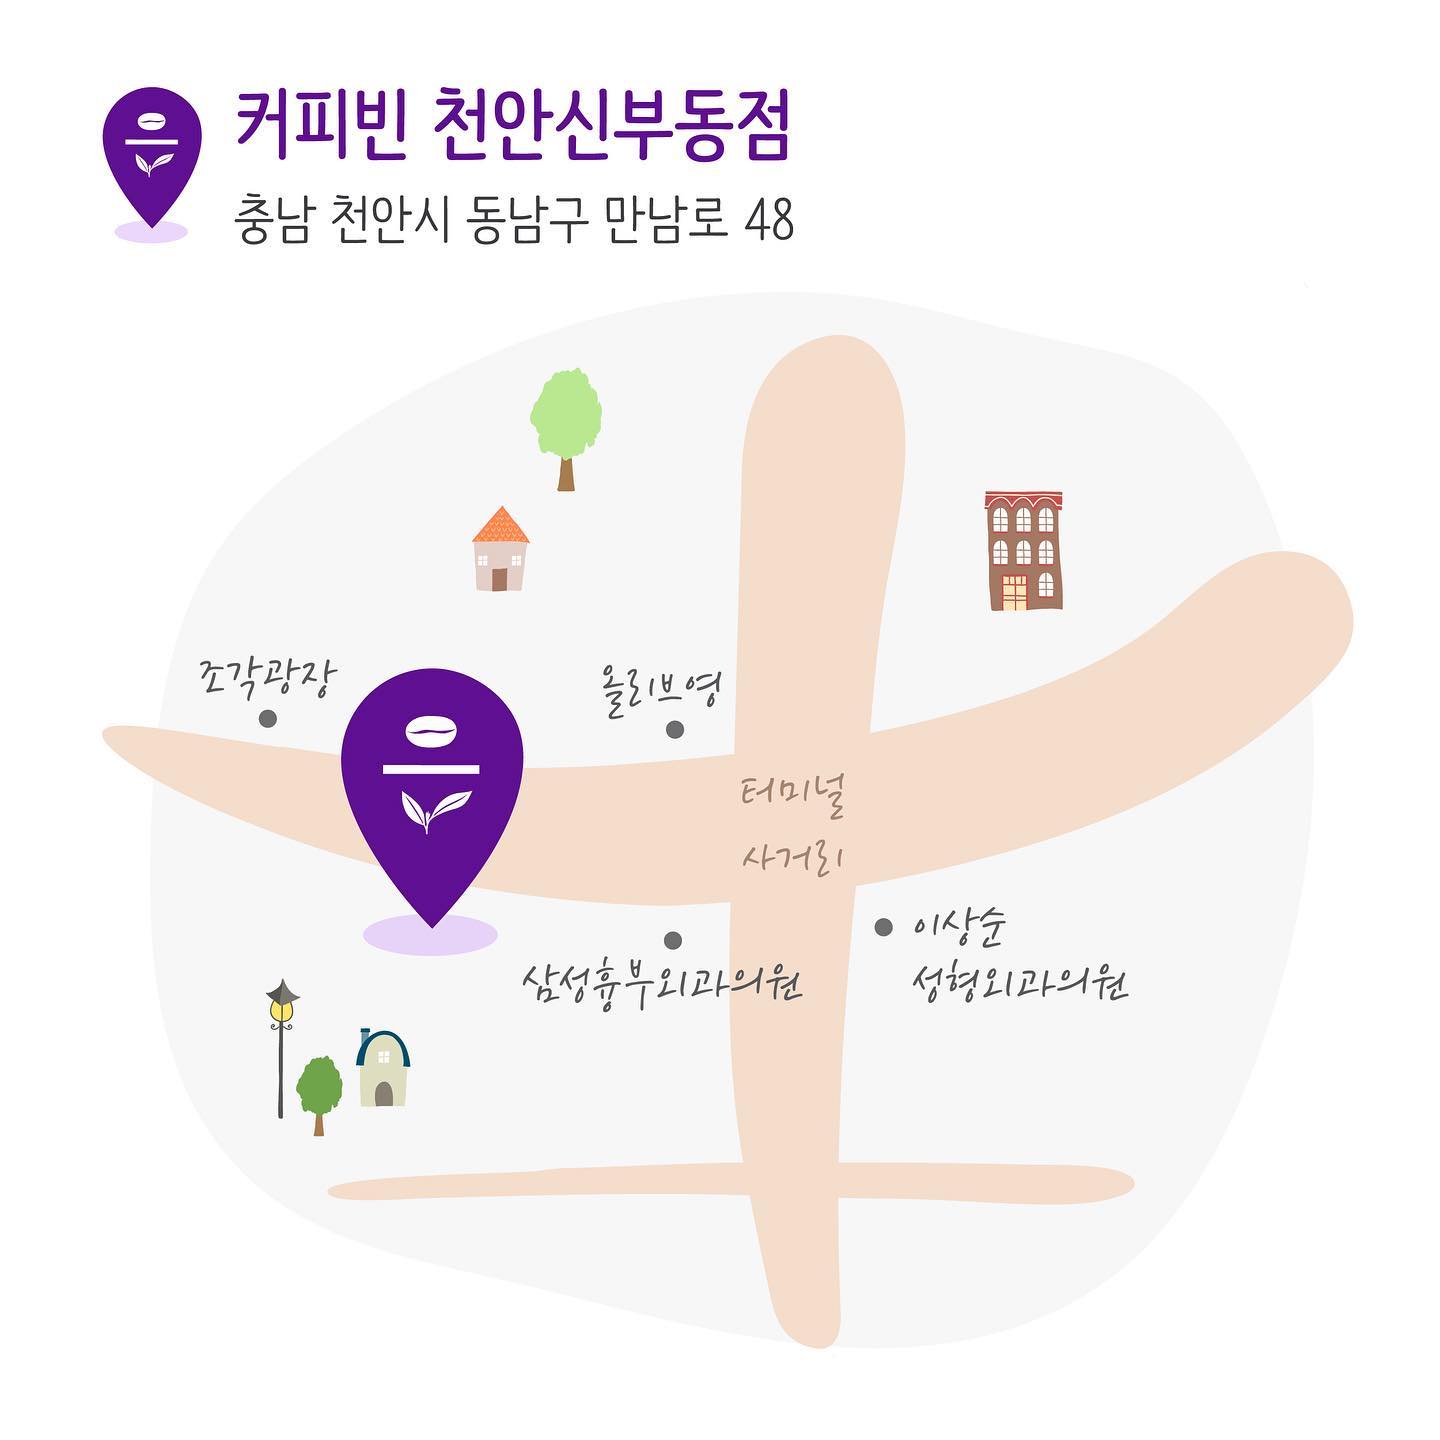 커피빈 천안신부동점
충남 천안시 동남구 만남로 48
조각광장
올리브영
터미널
사거리
이상순
성형외과의원
삼성흉부외과의원